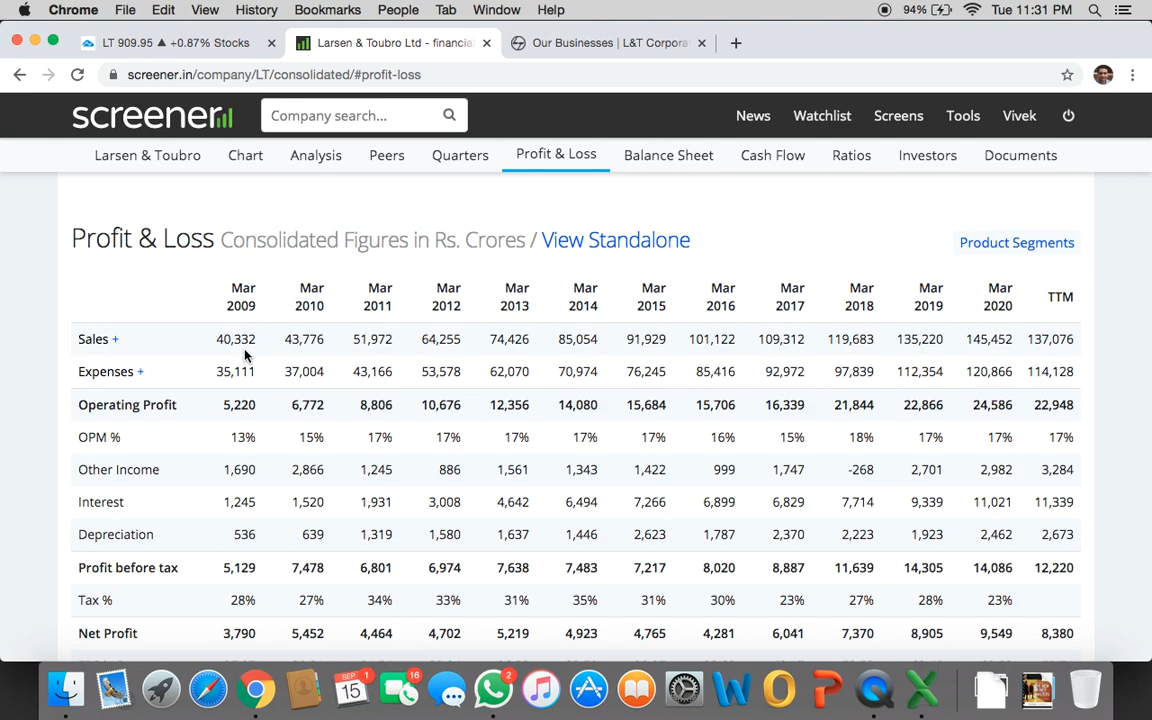 Chrome File Edit View History Bookmarks People Tab Window Help 94% Tue 11:31 PM
LT 909.95 ▲ +0.87% Stocks × Larsen & Toubro Ltd - financia × Our Businesses | L&T Corpora × +
screener.in/company/LT/consolidated/#profit-loss
screener Company search... News Watchlist Screens Tools Vivek
Larsen & Toubro Chart Analysis Peers Quarters Profit & Loss Balance Sheet Cash Flow Ratios Investors Documents
Profit & Loss Consolidated Figures in Rs. Crores / View Standalone Product Segments
Mar 2009 Mar 2010 Mar 2011 Mar 2012 Mar 2013 Mar 2014 Mar 2015 Mar 2016 Mar 2017 Mar 2018 Mar 2019 Mar 2020 TTM
Sales + 40,332 43,776 51,972 64,255 74,426 85,054 91,929 101,122 109,312 119,683 135,220 145,452 137,076
Expenses + 35,111 37,004 43,166 53,578 62,070 70,974 76,245 85,416 92,972 97,839 112,354 120,866 114,128
Operating Profit 5,220 6,772 8,806 10,676 12,356 14,080 15,684 15,706 16,339 21,844 22,866 24,586 22,948
OPM % 13% 15% 17% 17% 17% 17% 17% 16% 15% 18% 17% 17% 17%
Other Income 1,690 2,866 1,245 886 1,561 1,343 1,422 999 1,747 -268 2,701 2,982 3,284
Interest 1,245 1,520 1,931 3,008 4,642 6,494 7,266 6,899 6,829 7,714 9,339 11,021 11,339
Depreciation 536 639 1,319 1,580 1,637 1,446 2,623 1,787 2,370 2,223 1,923 2,462 2,673
Profit before tax 5,129 7,478 6,801 6,974 7,638 7,483 7,217 8,020 8,887 11,639 14,305 14,086 12,220
Tax % 28% 27% 34% 33% 31% 35% 31% 30% 23% 27% 28% 23%
Net Profit 3,790 5,452 4,464 4,702 5,219 4,923 4,765 4,281 6,041 7,370 8,905 9,549 8,380
SEP 15 1 16 2